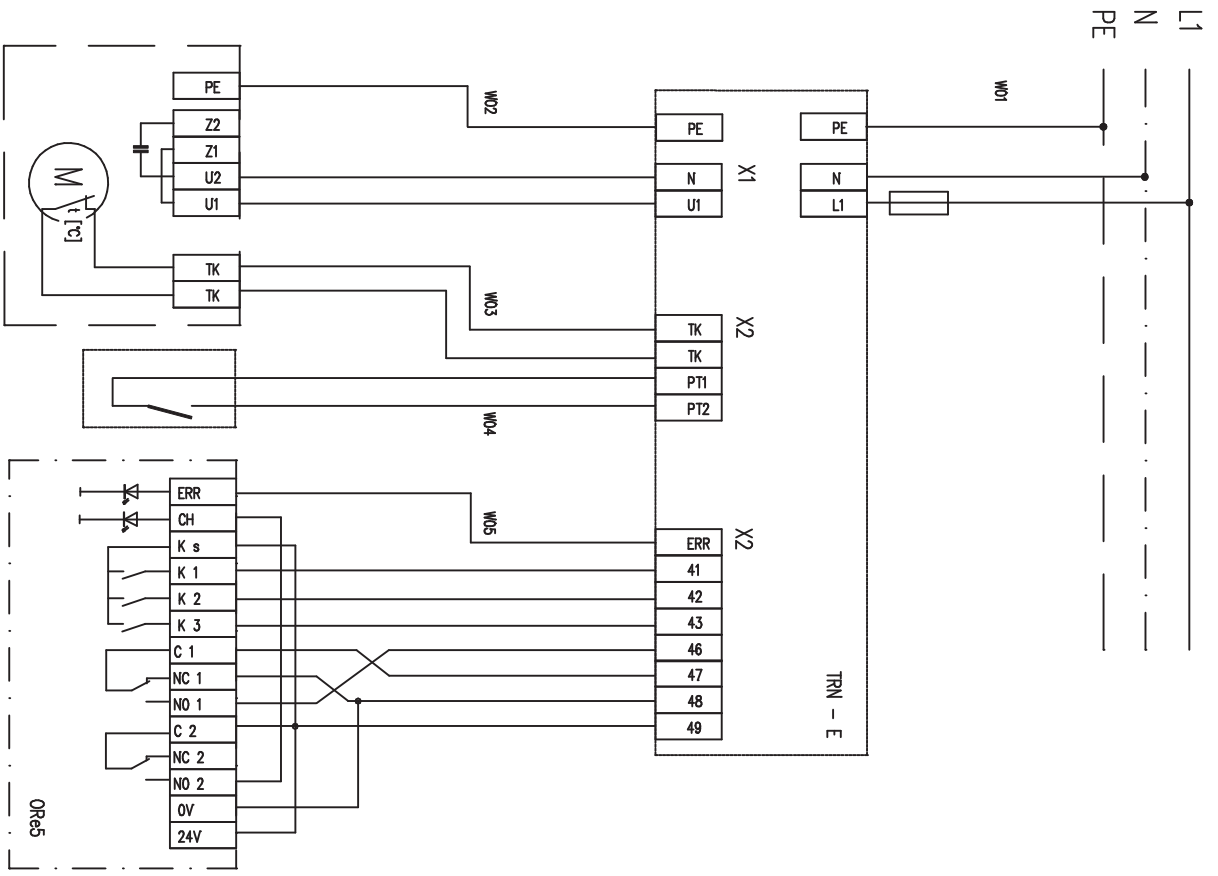 L1
N
PE
W01
PE
N
L1
X1
PE
N
U1
X2
TK
TK
PT1
PT2
X2
ERR
41
42
43
46
47
48
49
TRN - E
W02
W03
W04
W05
PE
Z2
Z1
U2
U1
TK
TK
M
t [°C]
ERR
CH
K s
K 1
K 2
K 3
C 1
NC 1
NO 1
C 2
NC 2
NO 2
0V
24V
ORe5